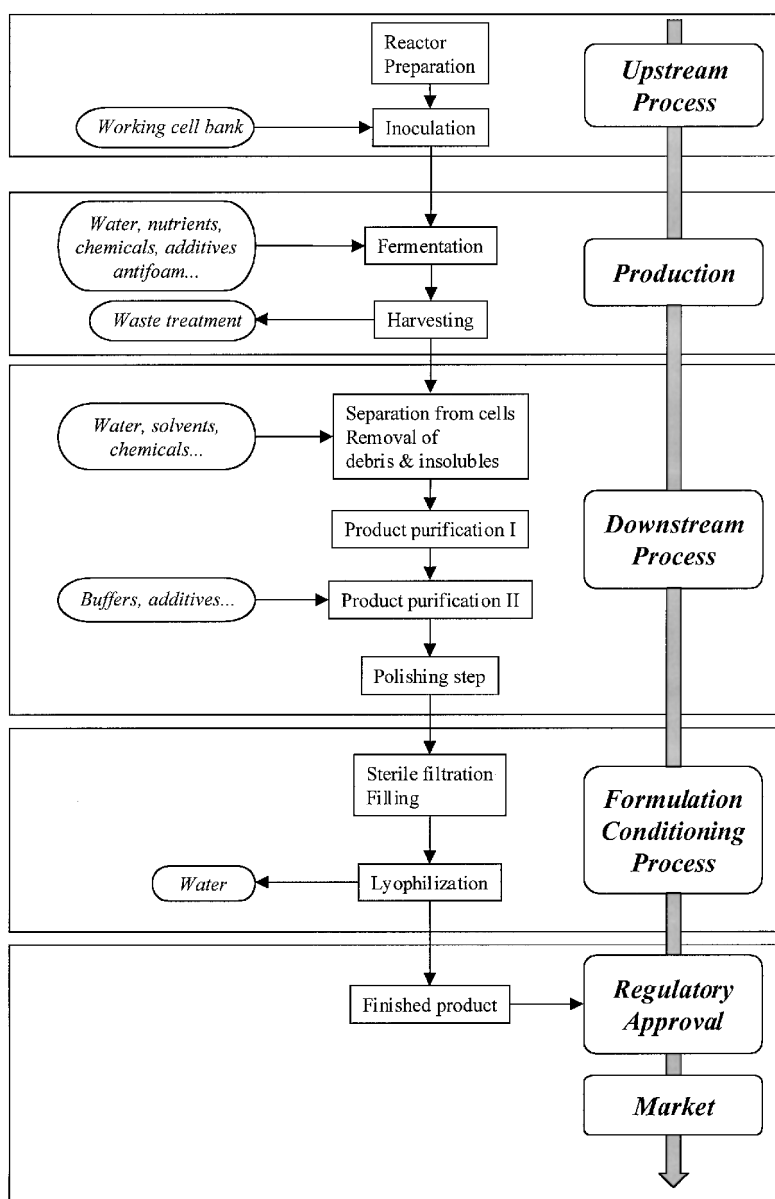 Reactor
Preparation
Upstream
Process
Working cell bank
Inoculation
Water, nutrients,
chemicals, additives
antifoam...
Fermentation
Production
Waste treatment
Harvesting
Water, solvents,
chemicals...
Separation from cells
Removal of
debris & insolubles
Product purification I
Downstream
Process
Buffers, additives...
Product purification II
Polishing step
Sterile filtration
Filling
Formulation
Conditioning
Process
Water
Lyophilization
Finished product
Regulatory
Approval
Market